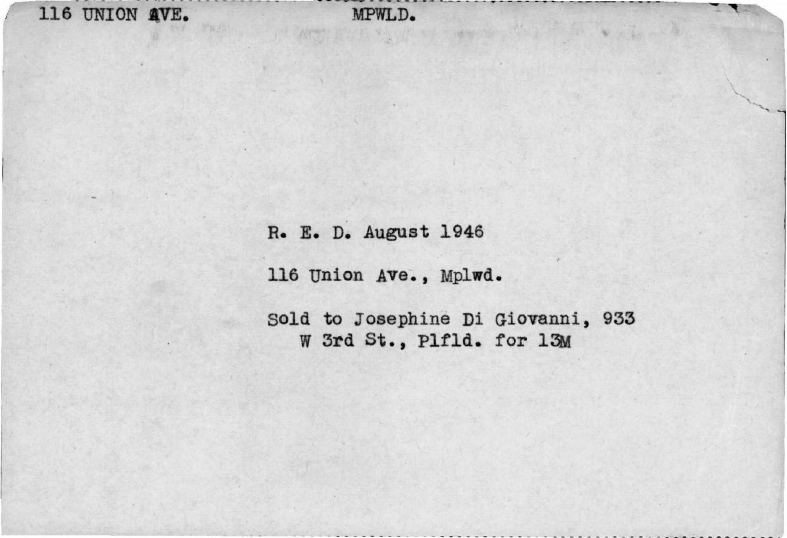 116 UNION AVE. MPWLD.
R. E. D. August 1946
116 Union Ave., Mplwd.
Sold to Josephine Di Giovanni, 933
W 3rd St., Plfld. for 13M